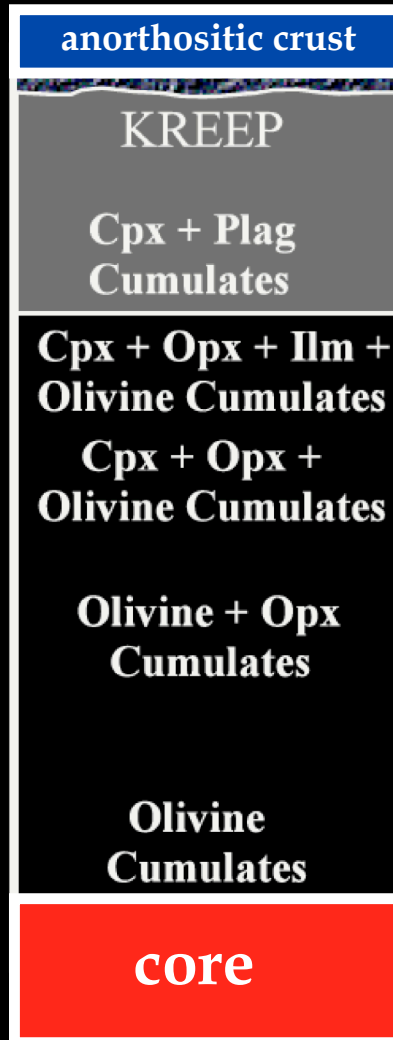 anorthositic crust
KREEP
Cpx + Plag
Cumulates
Cpx + Opx + Ilm +
Olivine Cumulates
Cpx + Opx +
Olivine Cumulates
Olivine + Opx
Cumulates
Olivine
Cumulates
core